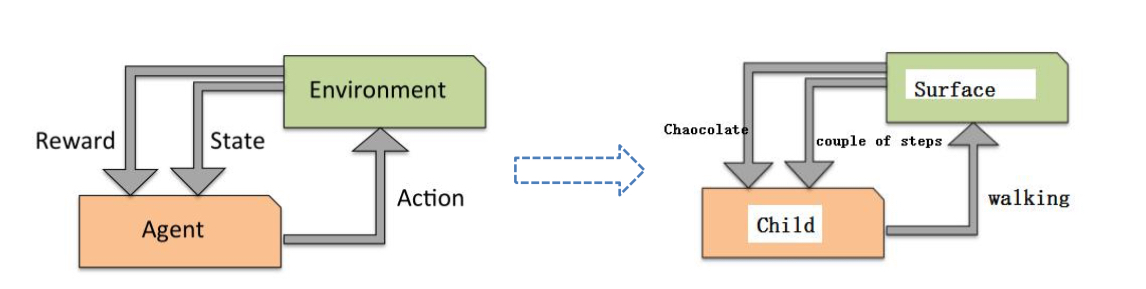 Environment
Reward
State
Action
Agent
Surface
Chaocolate
couple of steps
walking
Child